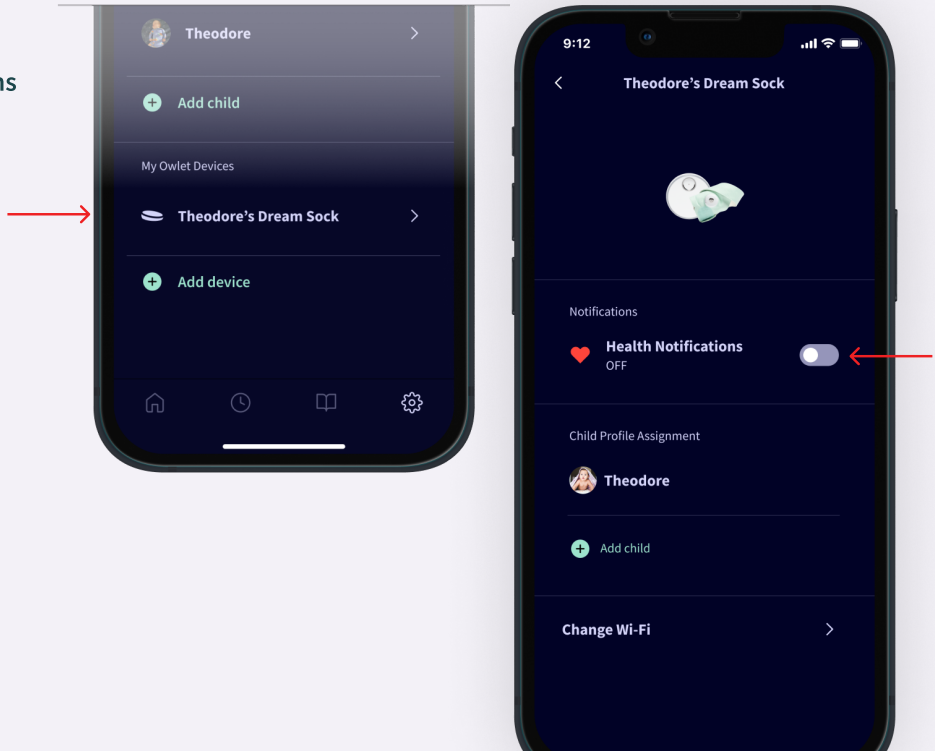 ns
Theodore
Add child
My Owlet Devices
Theodore’s Dream Sock
Add device
9:12
Theodore’s Dream Sock
Notifications
Health Notifications
OFF
Child Profile Assignment
Theodore
Add child
Change Wi-Fi